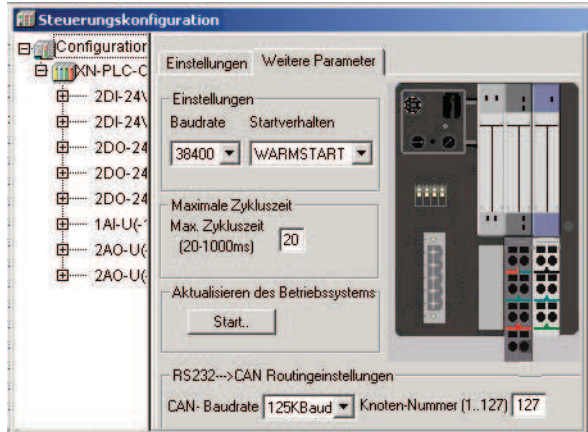 Steuerungskonfiguration
Configuration
XN-PLC-C
2DI-24V
2DI-24V
2DO-24
2DO-24
2DO-24
1AI-U(-1
2AO-U(-
2AO-U(-
Einstellungen Weitere Parameter
Einstellungen
Baudrate Startverhalten
38400 WARMSTART
Maximale Zykluszeit
Max. Zykluszeit
(20-1000ms) 20
Aktualisieren des Betriebssystems
Start..
RS232--->CAN Routingeinstellungen
CAN- Baudrate 125KBaud Knoten-Nummer (1..127) 127